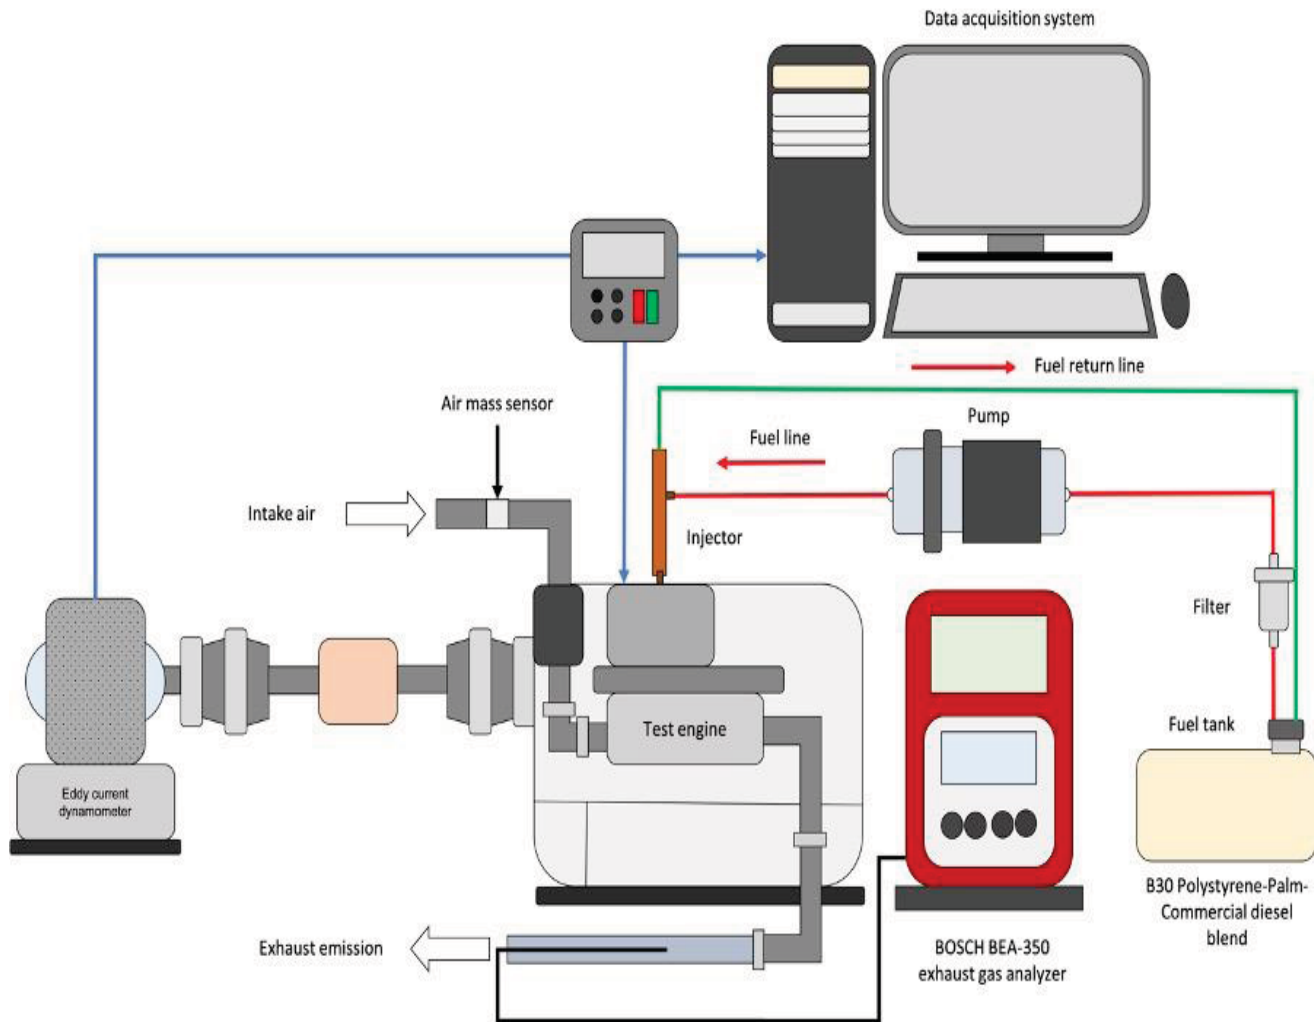 Data acquisition system
Fuel return line
Air mass sensor
Pump
Fuel line
Intake air
Injector
Filter
Test engine
Fuel tank
Eddy current
dynamometer
B30 Polystyrene-Palm-
Commercial diesel
blend
Exhaust emission
BOSCH BEA-350
exhaust gas analyzer